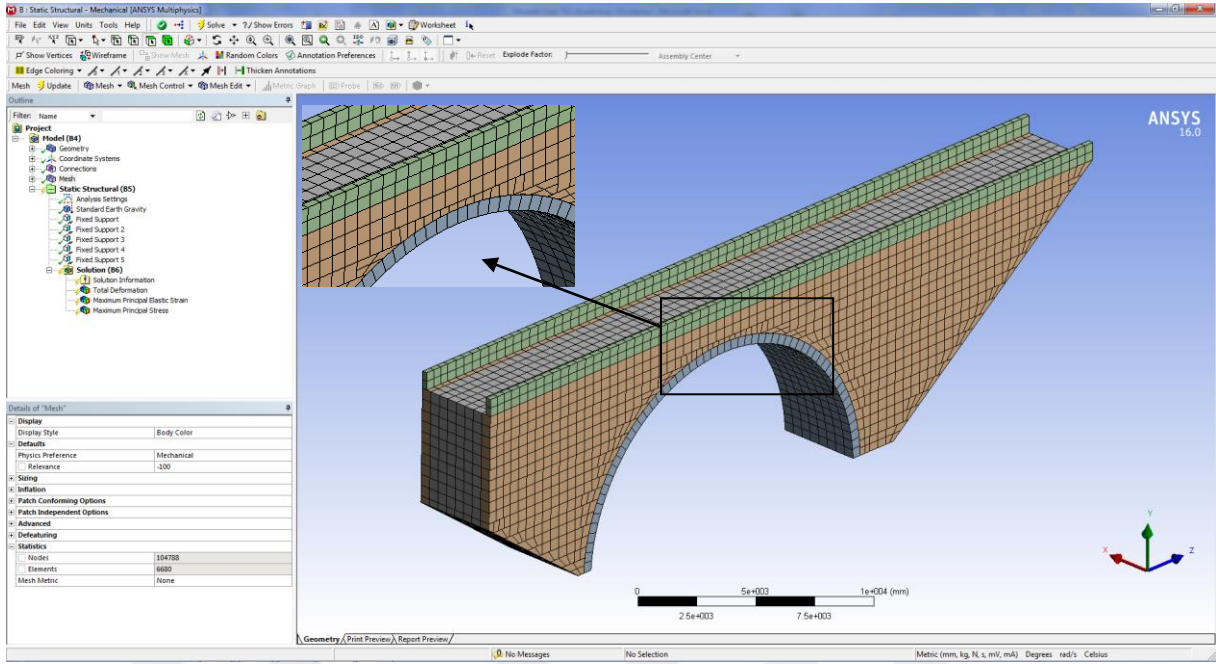 B : Static Structural - Mechanical [ANSYS Multiphysics]
File Edit View Units Tools Help Solve ?/ Show Errors A Worksheet
Show Vertices Wireframe Show Mesh Random Colors Annotation Preferences Reset Explode Factor: Assembly Center
Edge Coloring Thicken Annotations
Mesh Update Mesh Mesh Control Mesh Edit Metric Graph Probe
Outline
Filter: Name
Project
Model (B4)
Geometry
Coordinate Systems
Connections
Mesh
Static Structural (B5)
Analysis Settings
Standard Earth Gravity
Fixed Support
Fixed Support 2
Fixed Support 3
Fixed Support 4
Fixed Support 5
Solution (B6)
Solution Information
Total Deformation
Maximum Principal Elastic Strain
Maximum Principal Stress
Details of "Mesh"
Display
Display Style Body Color
Defaults
Physics Preference Mechanical
Relevance -100
Sizing
Inflation
Patch Conforming Options
Patch Independent Options
Advanced
Defeaturing
Statistics
Nodes 104788
Elements 6680
Mesh Metric None
ANSYS
16.0
Y
X Z
0 5e+003 1e+004 (mm)
2.5e+003 7.5e+003
Geometry Print Preview Report Preview
No Messages No Selection Metric (mm, kg, N, s, mV, mA) Degrees rad/s Celsius